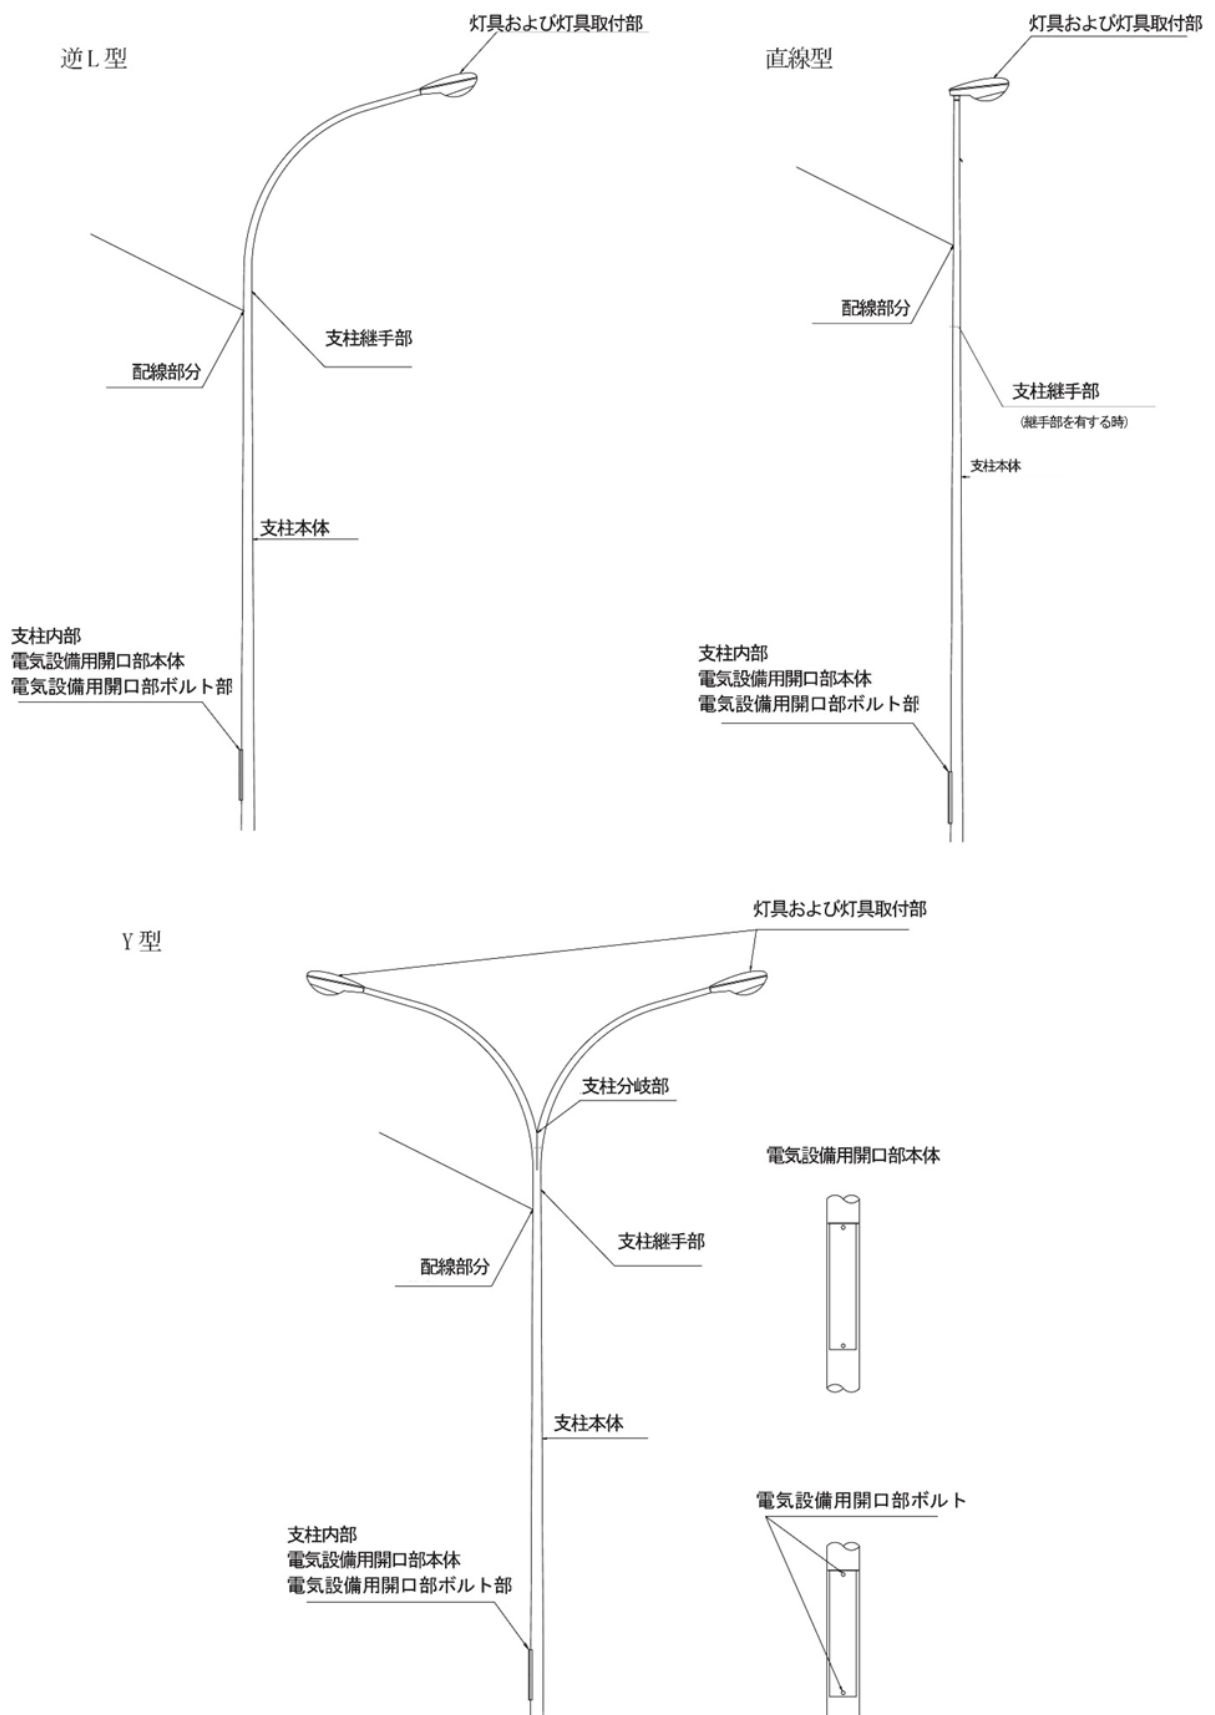 逆L型
灯具および灯具取付部
支柱継手部
配線部分
支柱本体
支柱内部
電気設備用開口部本体
電気設備用開口部ボルト部
直線型
灯具および灯具取付部
配線部分
支柱継手部
(継手部を有する時)
支柱本体
支柱内部
電気設備用開口部本体
電気設備用開口部ボルト部
Y型
灯具および灯具取付部
支柱分岐部
支柱継手部
配線部分
支柱本体
支柱内部
電気設備用開口部本体
電気設備用開口部ボルト部
電気設備用開口部本体
電気設備用開口部ボルト